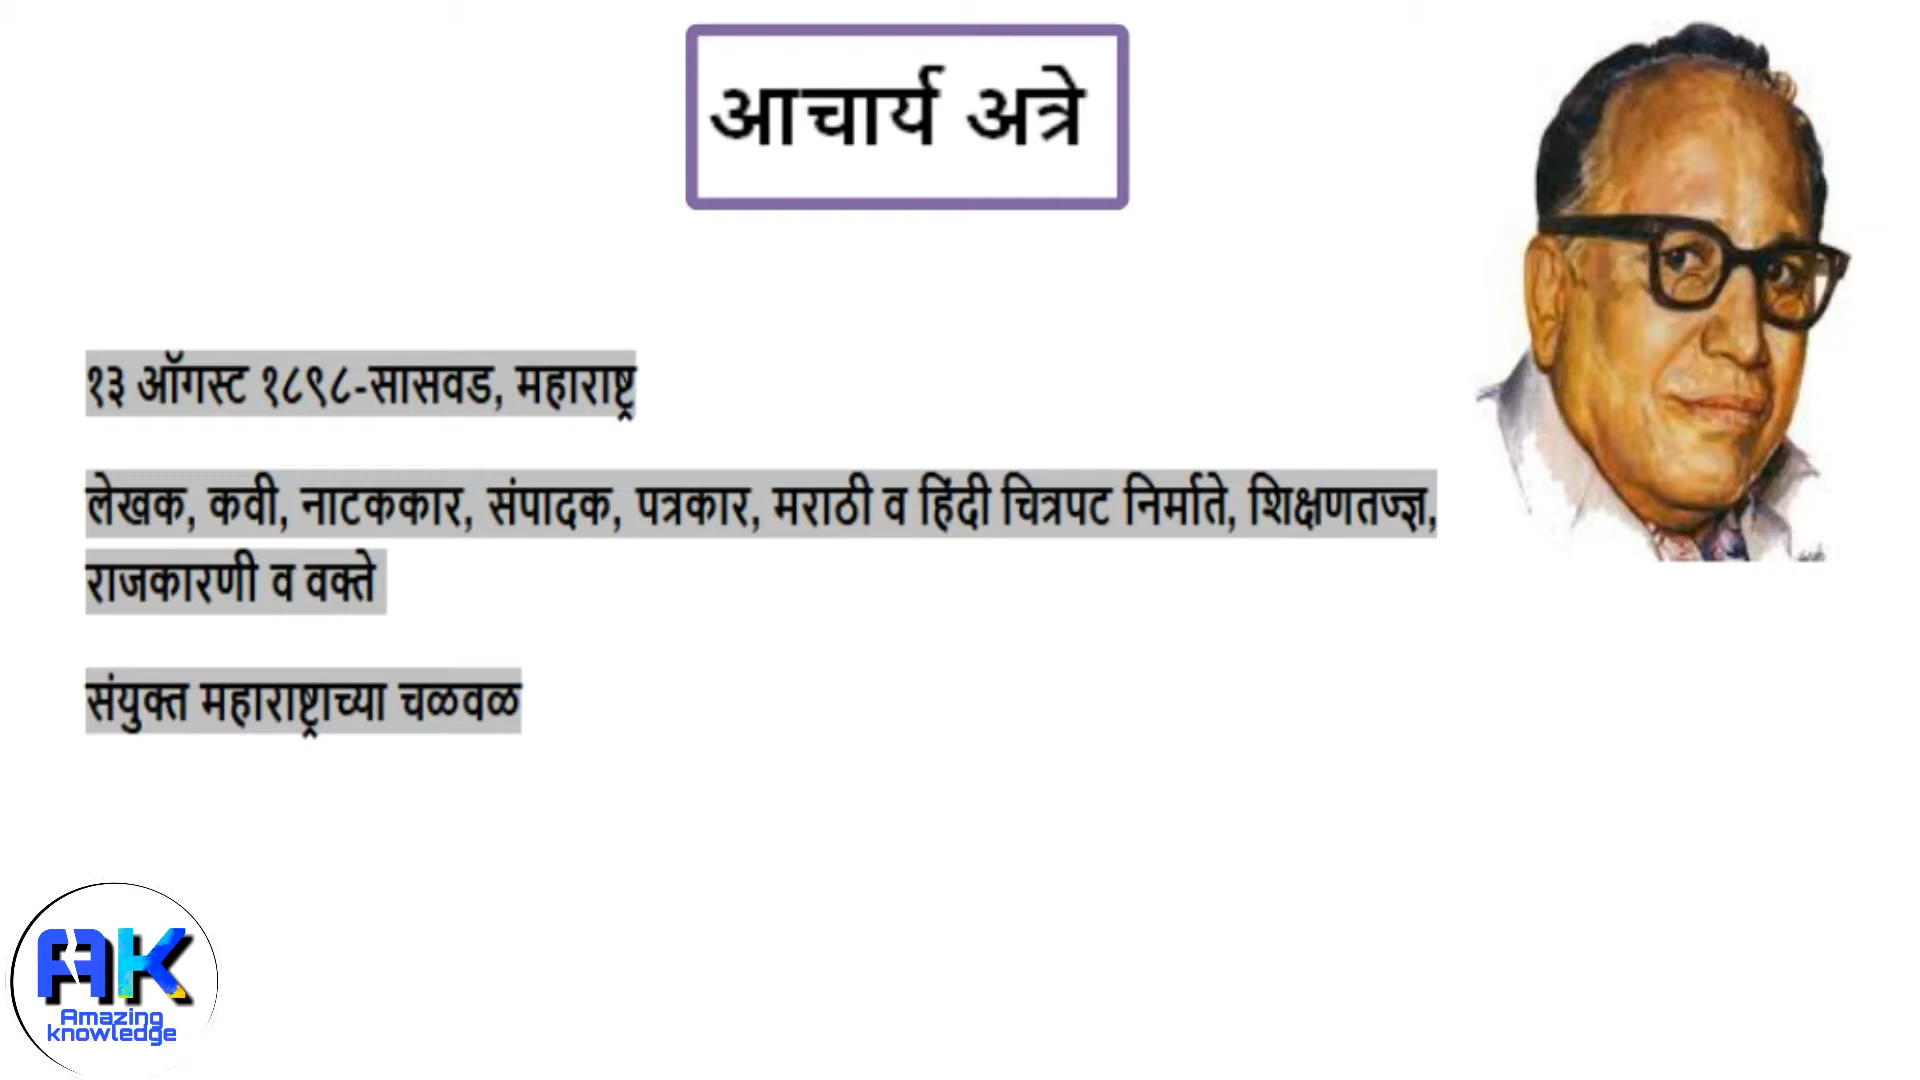 आचार्य अत्रे
१३ ऑगस्ट १८९८-सासवड, महाराष्ट्र
लेखक, कवी, नाटककार, संपादक, पत्रकार, मराठी व हिंदी चित्रपट निर्माते, शिक्षणतज्ज्ञ,
राजकारणी व वक्ते
संयुक्त महाराष्ट्राच्या चळवळ
AK
Amazing
knowledge